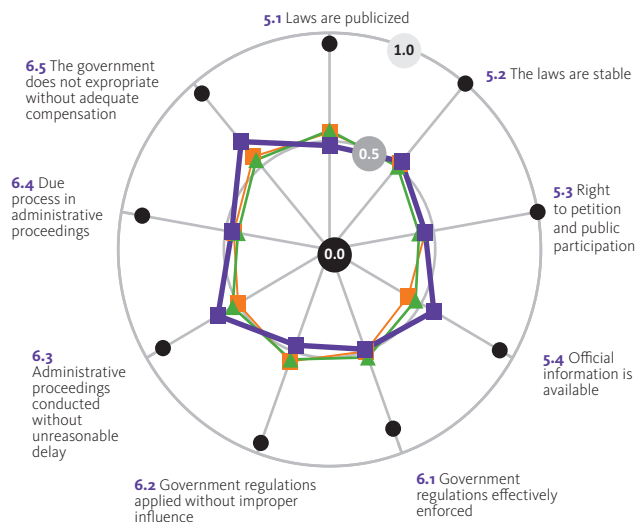 5.1 Laws are publicized
1.0
5.2 The laws are stable
0.5
5.3 Right
to petition
and public
participation
0.0
5.4 Official
information is
available
6.1 Government
regulations effectively
enforced
6.2 Government regulations
applied without improper
influence
6.3
Administrative
proceedings
conducted
without
unreasonable
delay
6.4 Due
process in
administrative
proceedings
6.5 The government
does not expropriate
without adequate
compensation